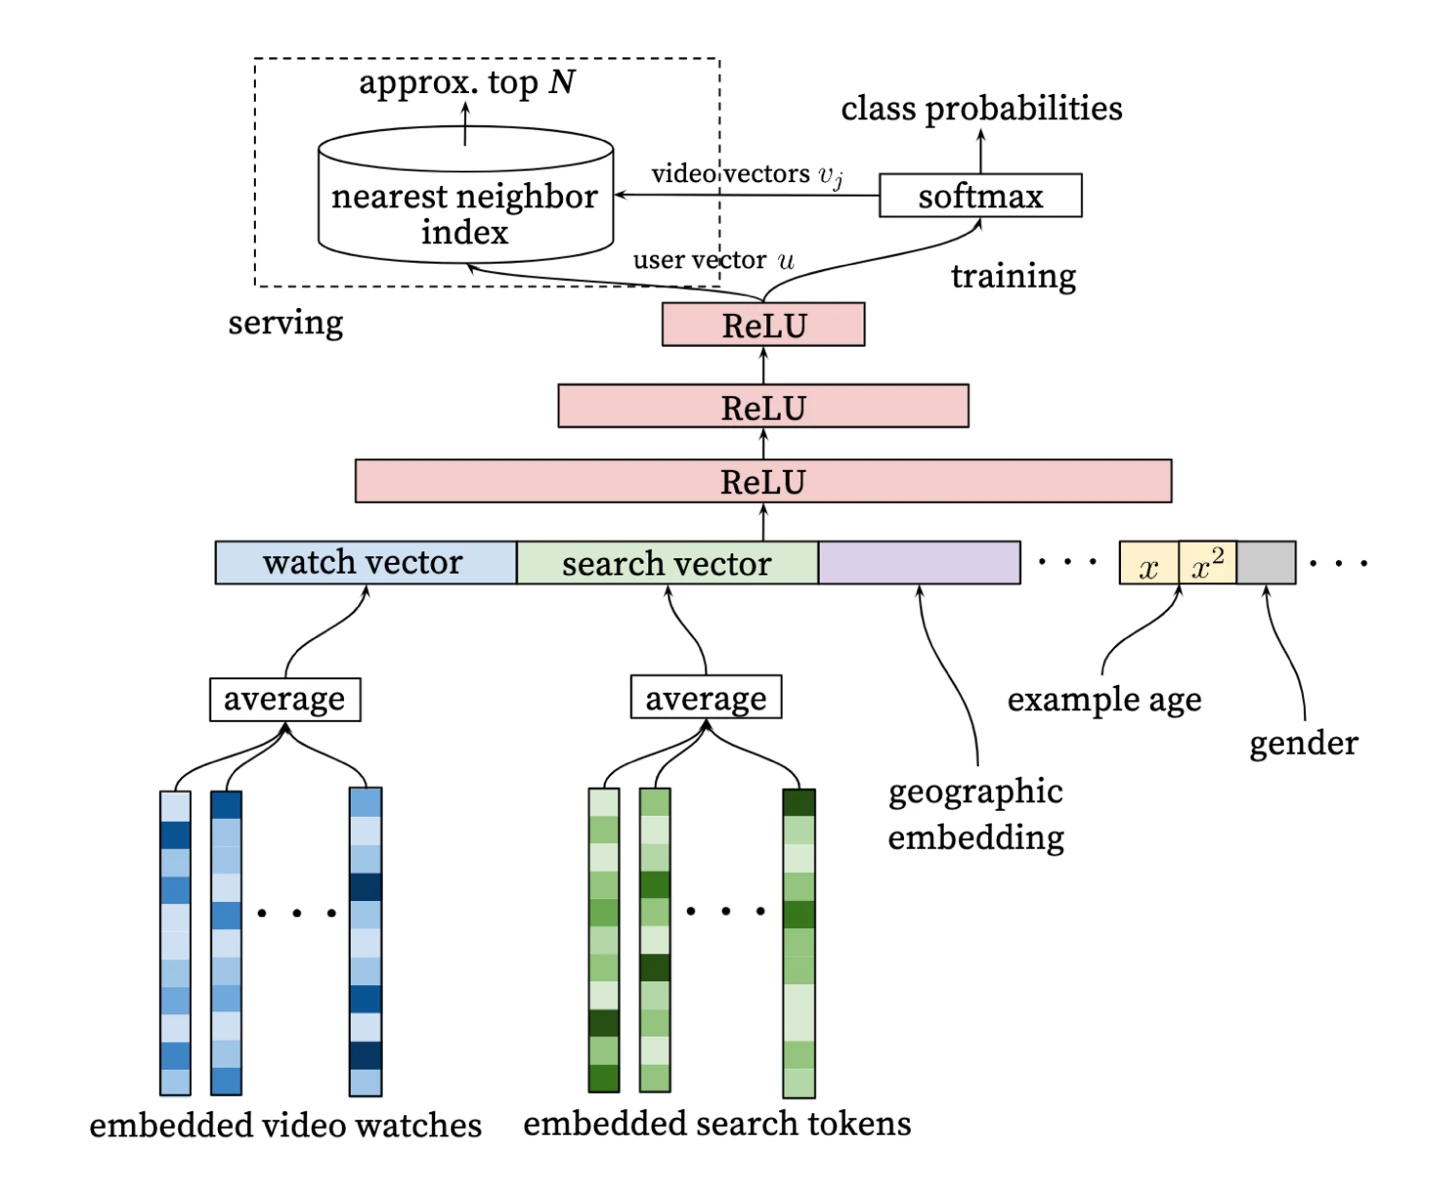 approx. top N
class probabilities
video vectors v_j
softmax
nearest neighbor
index
user vector u
training
serving
ReLU
ReLU
ReLU
watch vector
search vector
· · ·
x
x²
· · ·
average
average
example age
gender
geographic
embedding
· · ·
· · ·
embedded video watches
embedded search tokens